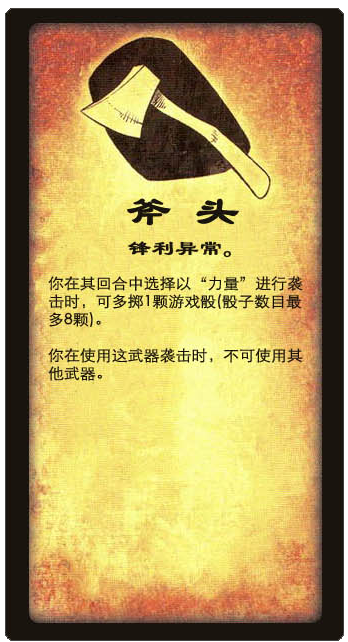 斧 头
锋利异常。
你在其回合中选择以“力量”进行袭
击时，可多掷1颗游戏骰(骰子数目最
多8颗)。
你在使用这武器袭击时，不可使用其
他武器。